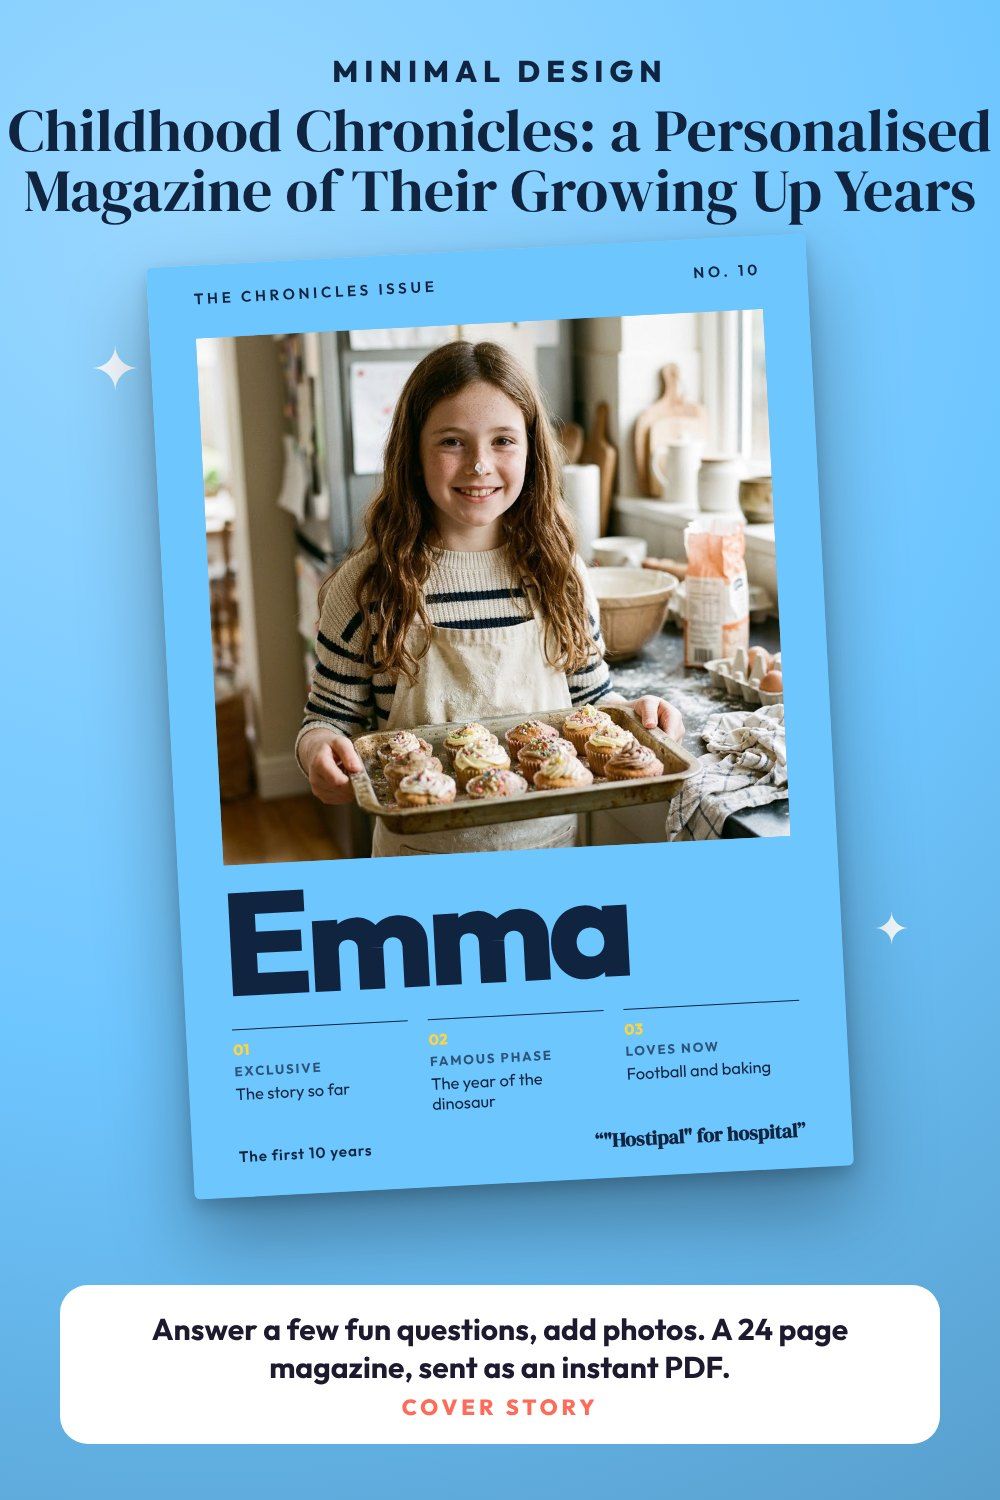 MINIMAL DESIGN
Childhood Chronicles: a Personalised
Magazine of Their Growing Up Years
THE CHRONICLES ISSUE
NO. 10
Emma
01
EXCLUSIVE
The story so far
02
FAMOUS PHASE
The year of the
dinosaur
03
LOVES NOW
Football and baking
The first 10 years
“"Hostipal" for hospital”
Answer a few fun questions, add photos. A 24 page
magazine, sent as an instant PDF.
COVER STORY